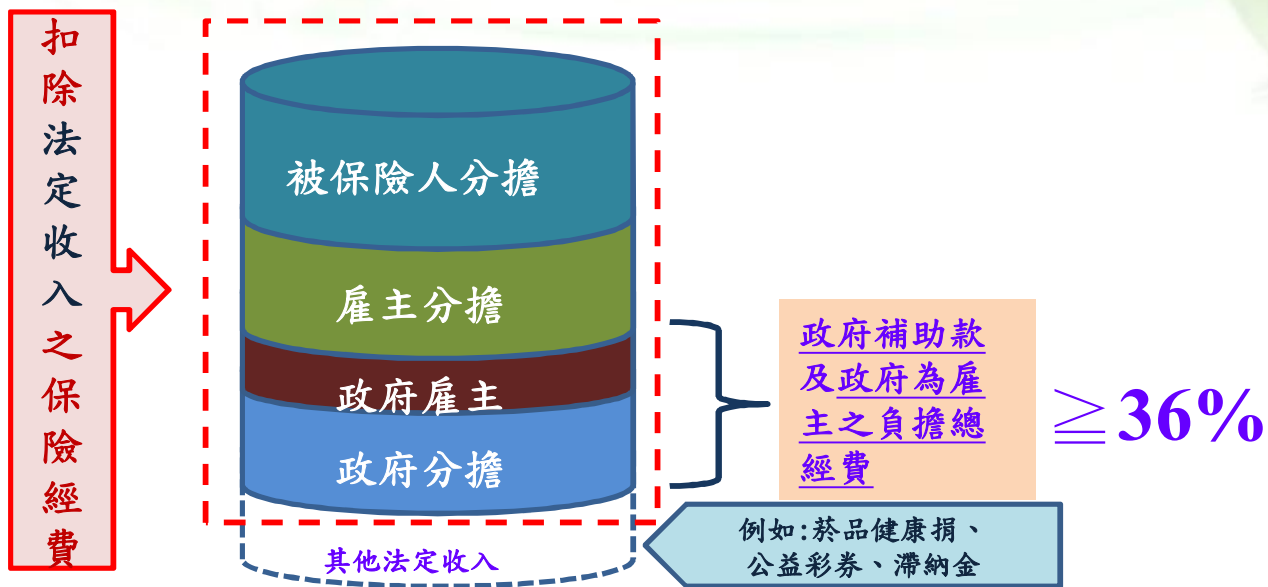 扣除法定收入之保險經費
被保險人分擔
雇主分擔
政府雇主
政府分擔
其他法定收入
政府補助款
及政府為雇
主之負擔總
經費
≧36%
例如:菸品健康捐、
公益彩券、滯納金